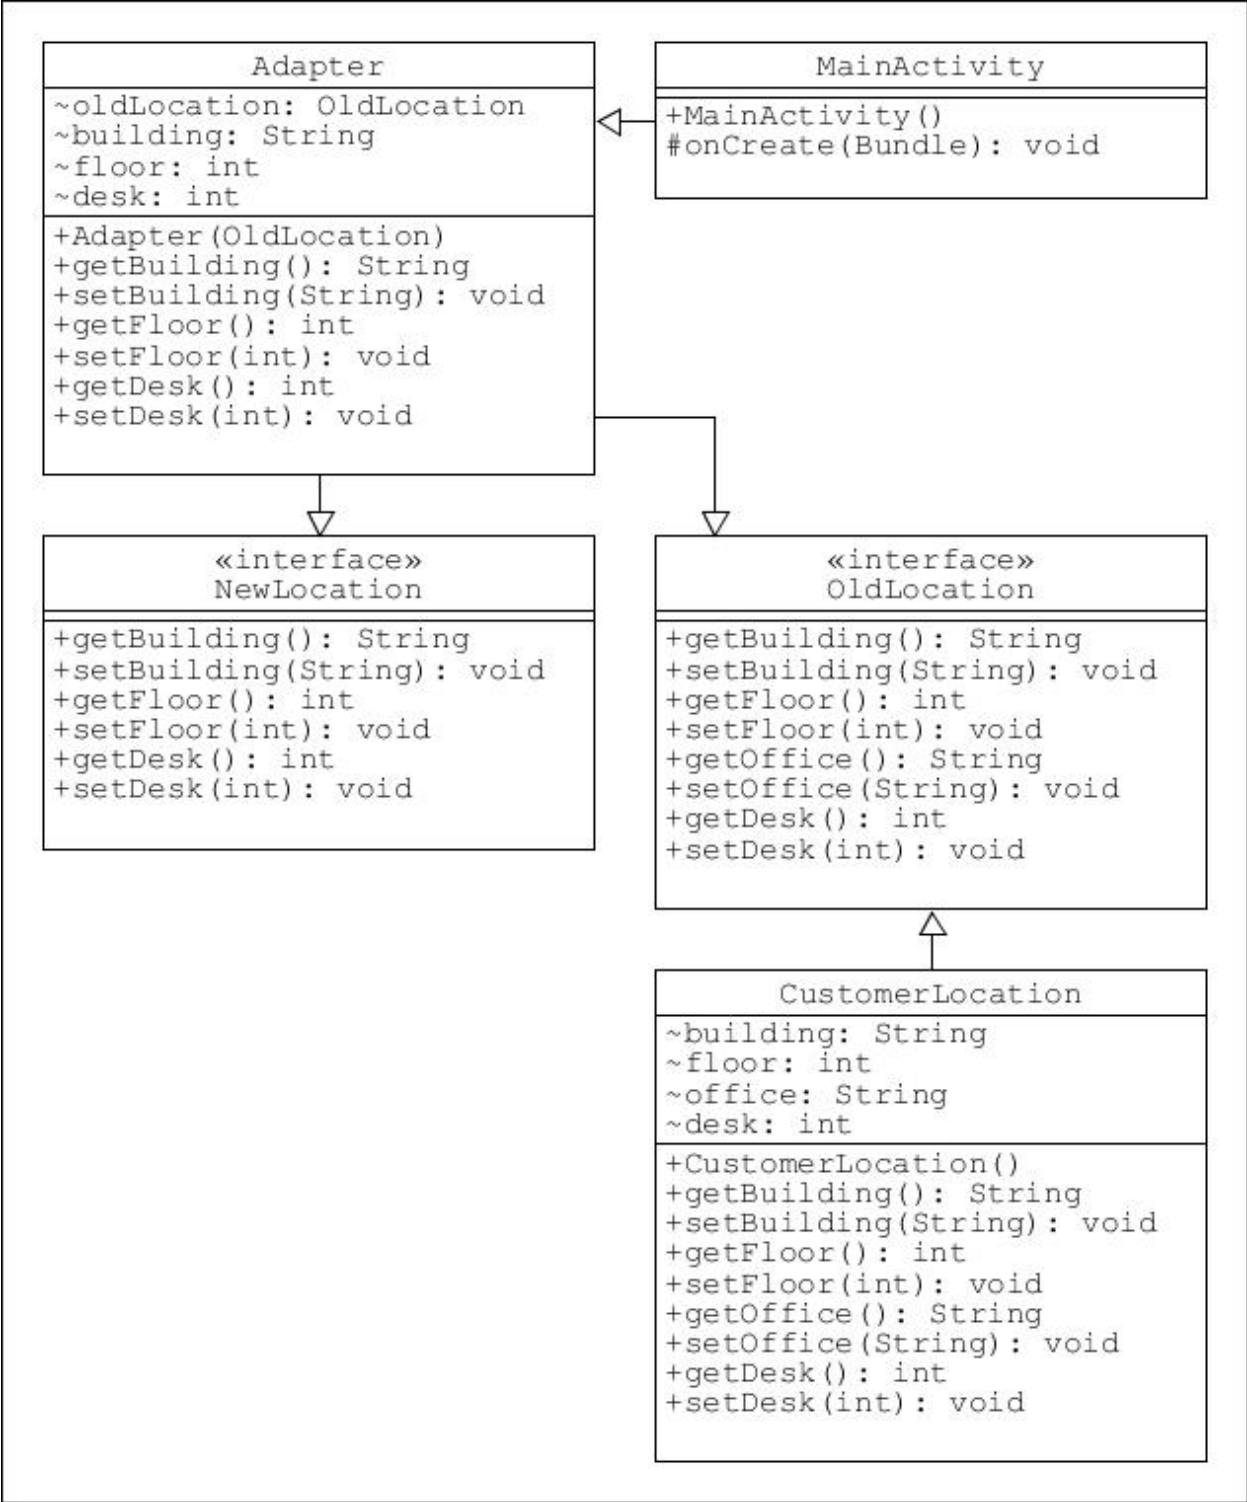 Adapter
~oldLocation: OldLocation
~building: String
~floor: int
~desk: int
+Adapter(OldLocation)
+getBuilding(): String
+setBuilding(String): void
+getFloor(): int
+setFloor(int): void
+getDesk(): int
+setDesk(int): void
MainActivity
+MainActivity()
#onCreate(Bundle): void
«interface»
NewLocation
+getBuilding(): String
+setBuilding(String): void
+getFloor(): int
+setFloor(int): void
+getDesk(): int
+setDesk(int): void
«interface»
OldLocation
+getBuilding(): String
+setBuilding(String): void
+getFloor(): int
+setFloor(int): void
+getOffice(): String
+setOffice(String): void
+getDesk(): int
+setDesk(int): void
CustomerLocation
~building: String
~floor: int
~office: String
~desk: int
+CustomerLocation()
+getBuilding(): String
+setBuilding(String): void
+getFloor(): int
+setFloor(int): void
+getOffice(): String
+setOffice(String): void
+getDesk(): int
+setDesk(int): void